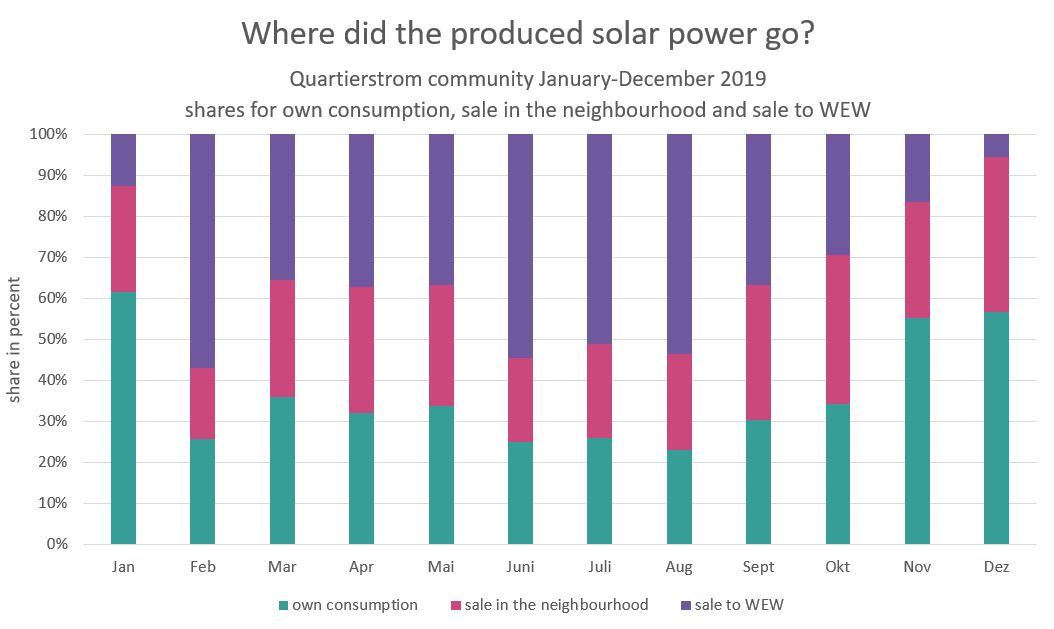 Where did the produced solar power go?
Quartierstrom community January-December 2019
shares for own consumption, sale in the neighbourhood and sale to WEW
share in percent
100%
90%
80%
70%
60%
50%
40%
30%
20%
10%
0%
Jan Feb Mar Apr Mai Juni Juli Aug Sept Okt Nov Dez
own consumption sale in the neighbourhood sale to WEW